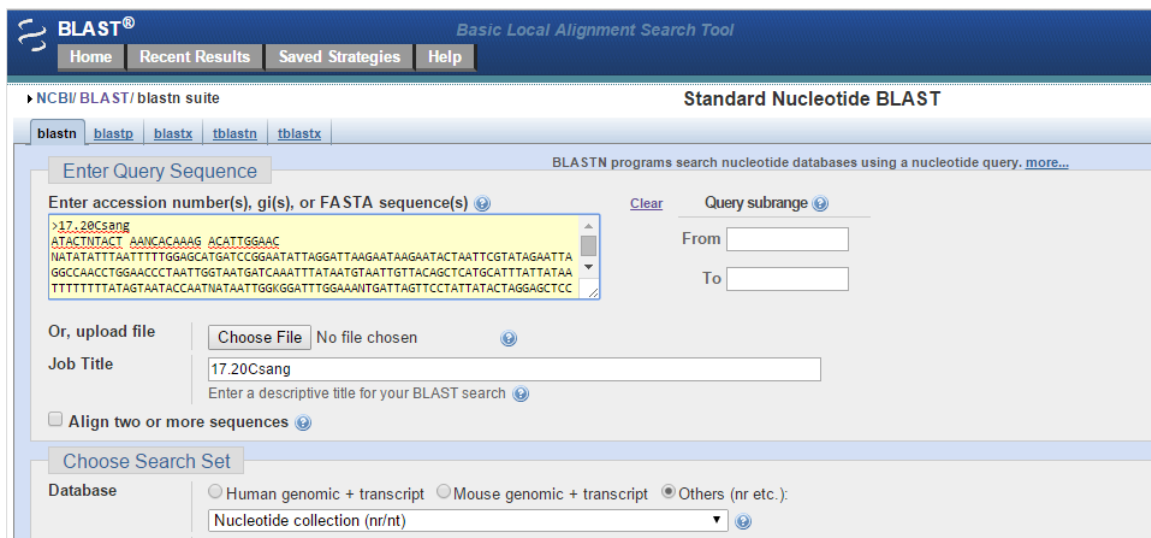 BLAST® Basic Local Alignment Search Tool
Home Recent Results Saved Strategies Help
NCBI/ BLAST/ blastn suite Standard Nucleotide BLAST
blastn blastp blastx tblastn tblastx
Enter Query Sequence BLASTN programs search nucleotide databases using a nucleotide query. more...
Enter accession number(s), gi(s), or FASTA sequence(s) Clear Query subrange
>17.20Csang
ATACTNTACT AANCACAAAG ACATTGGAAC
NATATATTTAATTTTTGGAGCATGATCCGGAATATTAGGATTAAGAATAAGAATACTAATTCGTATAGAATTA
GGCCAACCTGGAACCCTAATTGGTAATGATCAAATTTATAATGTAATTGTTACAGCTCATGCATTTATTATAA
TTTTTTTTATAGTAATACCAATNATAATTGGKGGATTTGGAAANTGATTAGTTCCTATTATACTAGGAGCTCC
From
To
Or, upload file Choose File No file chosen
Job Title 17.20Csang
Enter a descriptive title for your BLAST search
Align two or more sequences
Choose Search Set
Database Human genomic + transcript Mouse genomic + transcript Others (nr etc.):
Nucleotide collection (nr/nt)